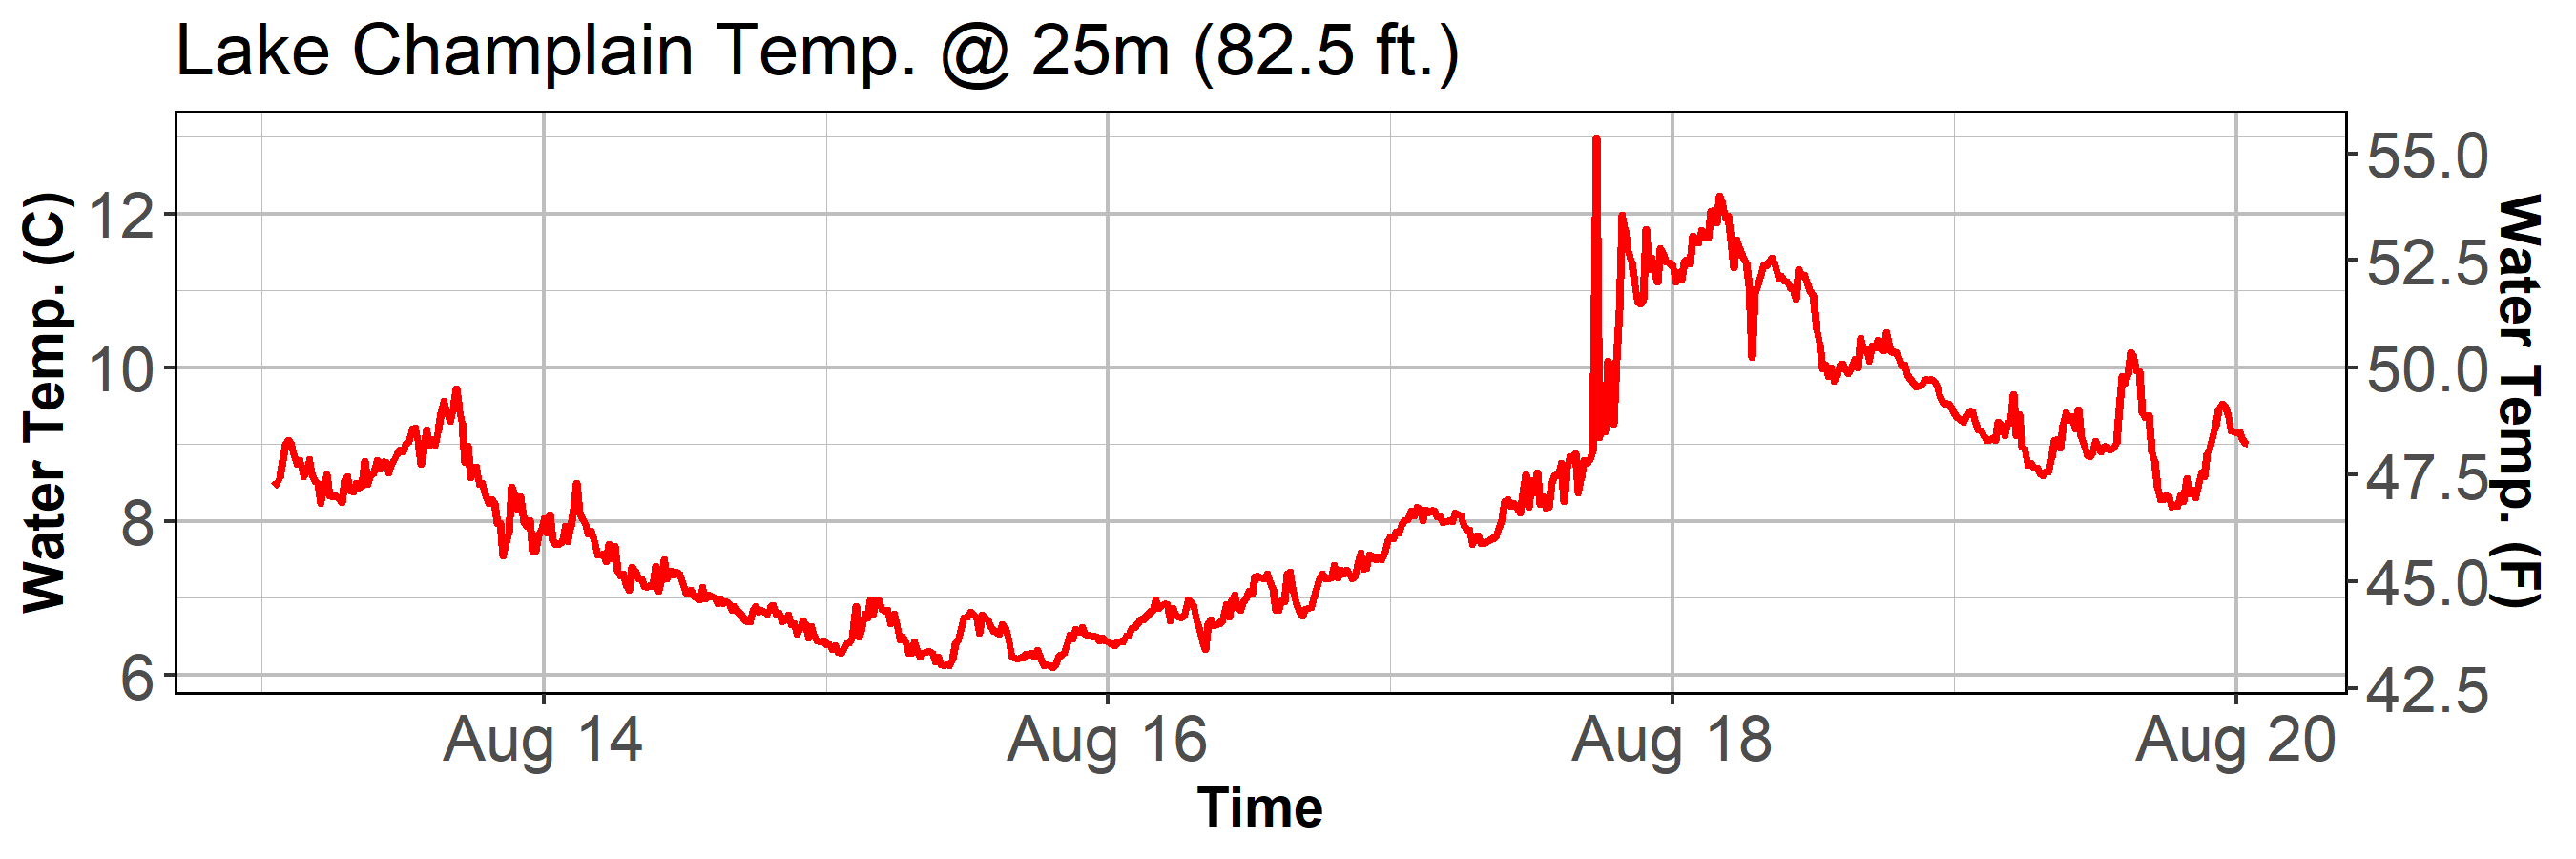 Lake Champlain Temp. @ 25m (82.5 ft.)
Water Temp. (C)
12
10
8
6
55.0
52.5
50.0
47.5
45.0
42.5
Water Temp. (F)
Aug 14 Aug 16 Aug 18 Aug 20
Time